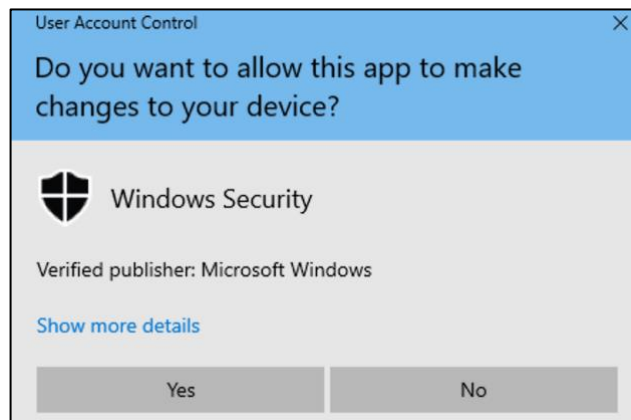 User Account Control
Do you want to allow this app to make
changes to your device?
Windows Security
Verified publisher: Microsoft Windows
Show more details
Yes
No